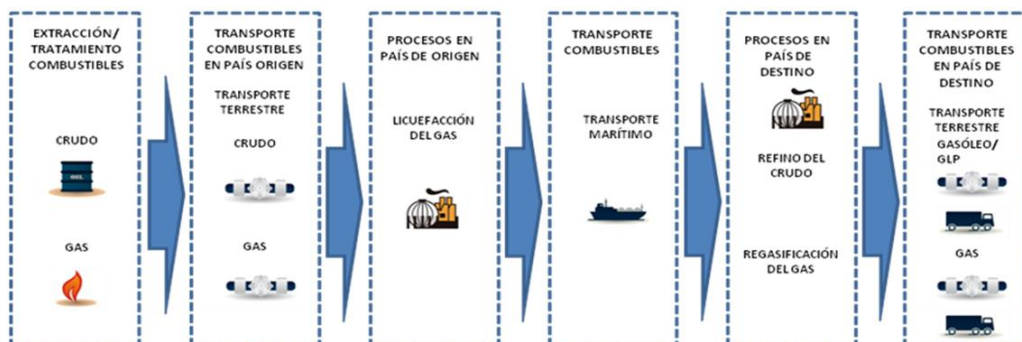 EXTRACCIÓN/
TRATAMIENTO
COMBUSTIBLES
CRUDO
OIL
GAS
TRANSPORTE
COMBUSTIBLES
EN PAÍS ORIGEN
TRANSPORTE
TERRESTRE
CRUDO
GAS
PROCESOS EN
PAÍS DE ORIGEN
LICUEFACCIÓN
DEL GAS
TRANSPORTE
COMBUSTIBLES
TRANSPORTE
MARÍTIMO
PROCESOS EN
PAÍS DE
DESTINO
REFINO DEL
CRUDO
REGASIFICACIÓN
DEL GAS
TRANSPORTE
COMBUSTIBLES
EN PAÍS DE
DESTINO
TRANSPORTE
TERRESTRE
GASÓLEO/
GLP
GAS